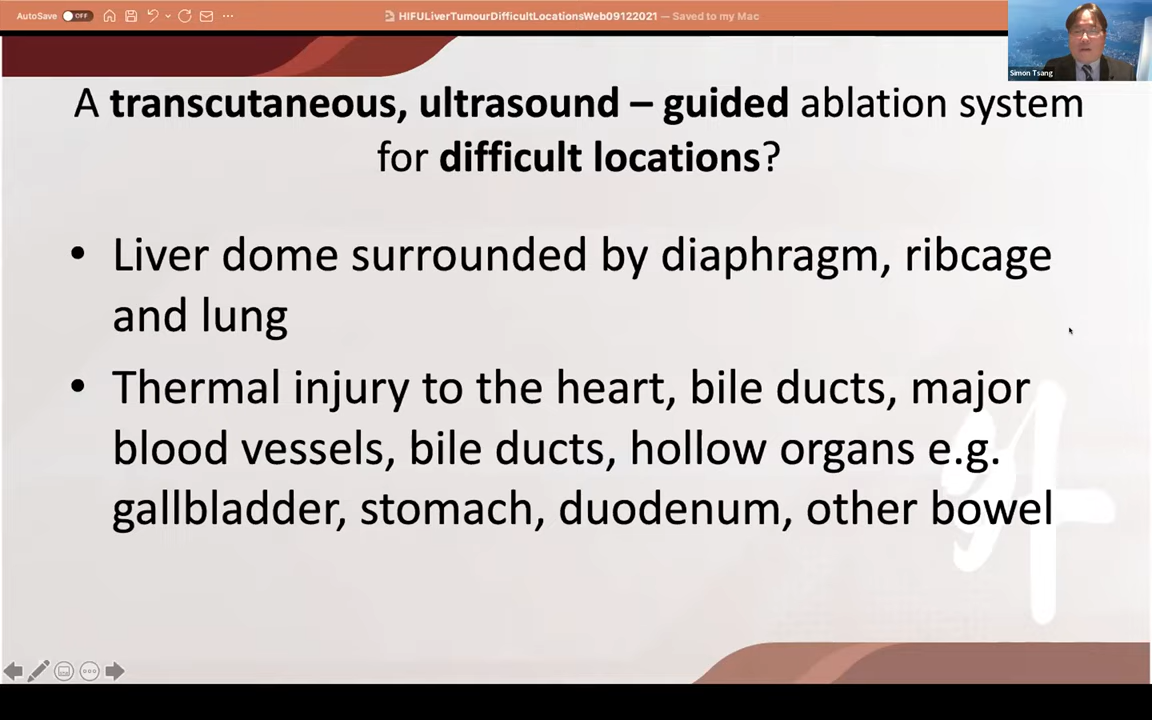 AutoSave OFF
HIFULiverTumourDifficultLocationsWeb09122021 — Saved to my Mac
Simon Tsang
A transcutaneous, ultrasound – guided ablation system
for difficult locations?
• Liver dome surrounded by diaphragm, ribcage
and lung
• Thermal injury to the heart, bile ducts, major
blood vessels, bile ducts, hollow organs e.g.
gallbladder, stomach, duodenum, other bowel
外